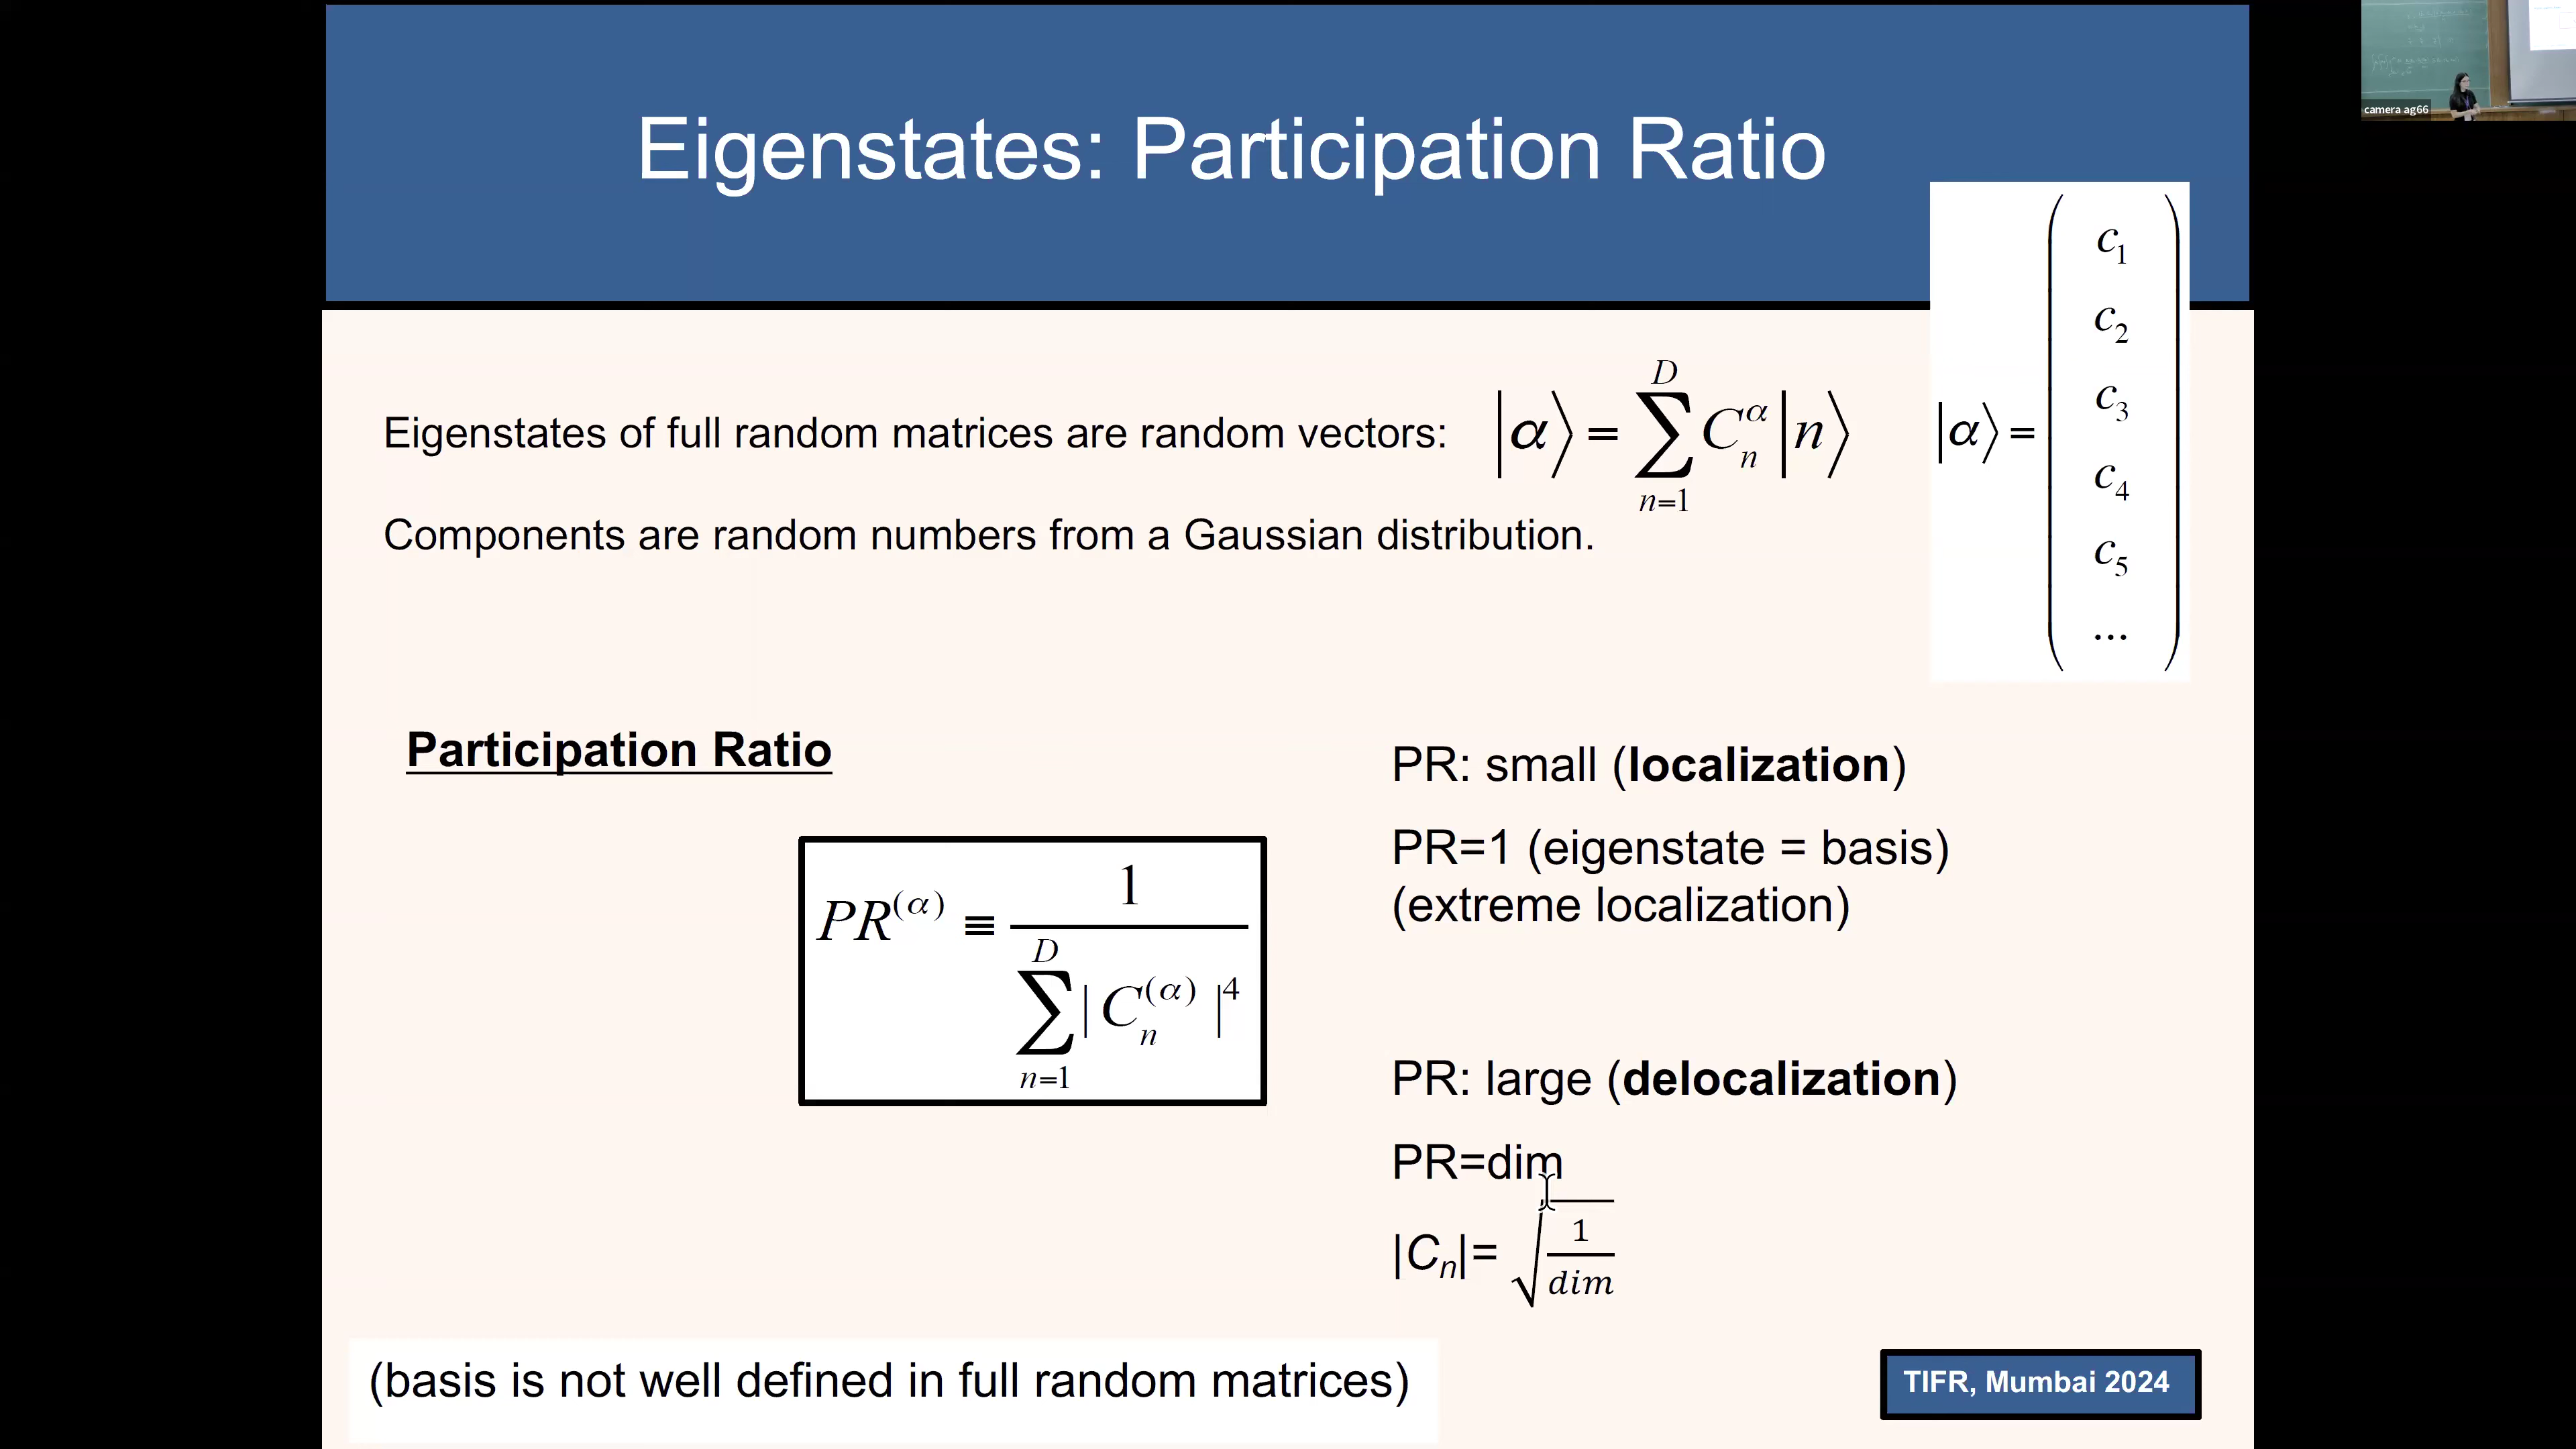 camera ag66
Eigenstates: Participation Ratio
Eigenstates of full random matrices are random vectors:
|α⟩ = ∑_{n=1}^{D} C_n^α |n⟩
|α⟩ = ( c₁ c₂ c₃ c₄ c₅ ... )
Components are random numbers from a Gaussian distribution.
Participation Ratio
PR^(α) ≡ 1 / ∑_{n=1}^{D} | C_n^(α) |⁴
PR: small (localization)
PR=1 (eigenstate = basis)
(extreme localization)
PR: large (delocalization)
PR=dim
|Cₙ|= √(1/dim)
(basis is not well defined in full random matrices)
TIFR, Mumbai 2024